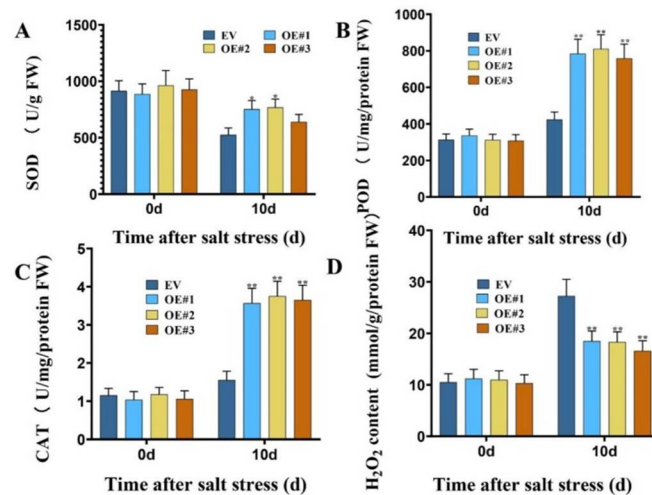 A
SOD （ U/g FW）
1500
1000
500
0
EV
OE#1
OE#2
OE#3
* *
0d
10d
Time after salt stress (d)
B
POD （ U/mg/protein FW）
1000
800
600
400
200
0
EV
OE#1
OE#2
OE#3
** ** **
0d
10d
Time after salt stress (d)
C
CAT（ U/mg/protein FW）
5
4
3
2
1
0
EV
OE#1
OE#2
OE#3
** ** **
0d
10d
Time after salt stress (d)
D
H₂O₂ content (mmol/g/protein FW)
40
30
20
10
0
EV
OE#1
OE#2
OE#3
** ** **
0d
10d
Time after salt stress (d)